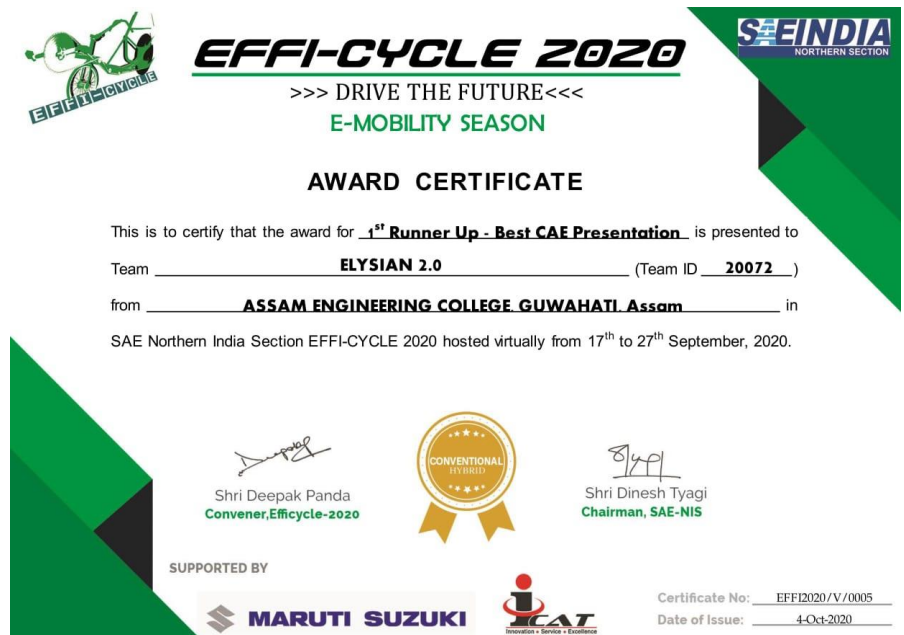 EFFI-CYCLE
EFFI-CYCLE 2020
>>> DRIVE THE FUTURE<<<
E-MOBILITY SEASON
SAEINDIA
NORTHERN SECTION
AWARD CERTIFICATE
This is to certify that the award for 1st Runner Up - Best CAE Presentation is presented to
Team ELYSIAN 2.0 (Team ID 20072 )
from ASSAM ENGINEERING COLLEGE, GUWAHATI, Assam in
SAE Northern India Section EFFI-CYCLE 2020 hosted virtually from 17th to 27th September, 2020.
CONVENTIONAL
HYBRID
Shri Deepak Panda
Convener,Efficycle-2020
Shri Dinesh Tyagi
Chairman, SAE-NIS
SUPPORTED BY
MARUTI SUZUKI
iCAT
Innovation • Service • Excellence
Certificate No: EFFI2020/V/0005
Date of Issue: 4-Oct-2020